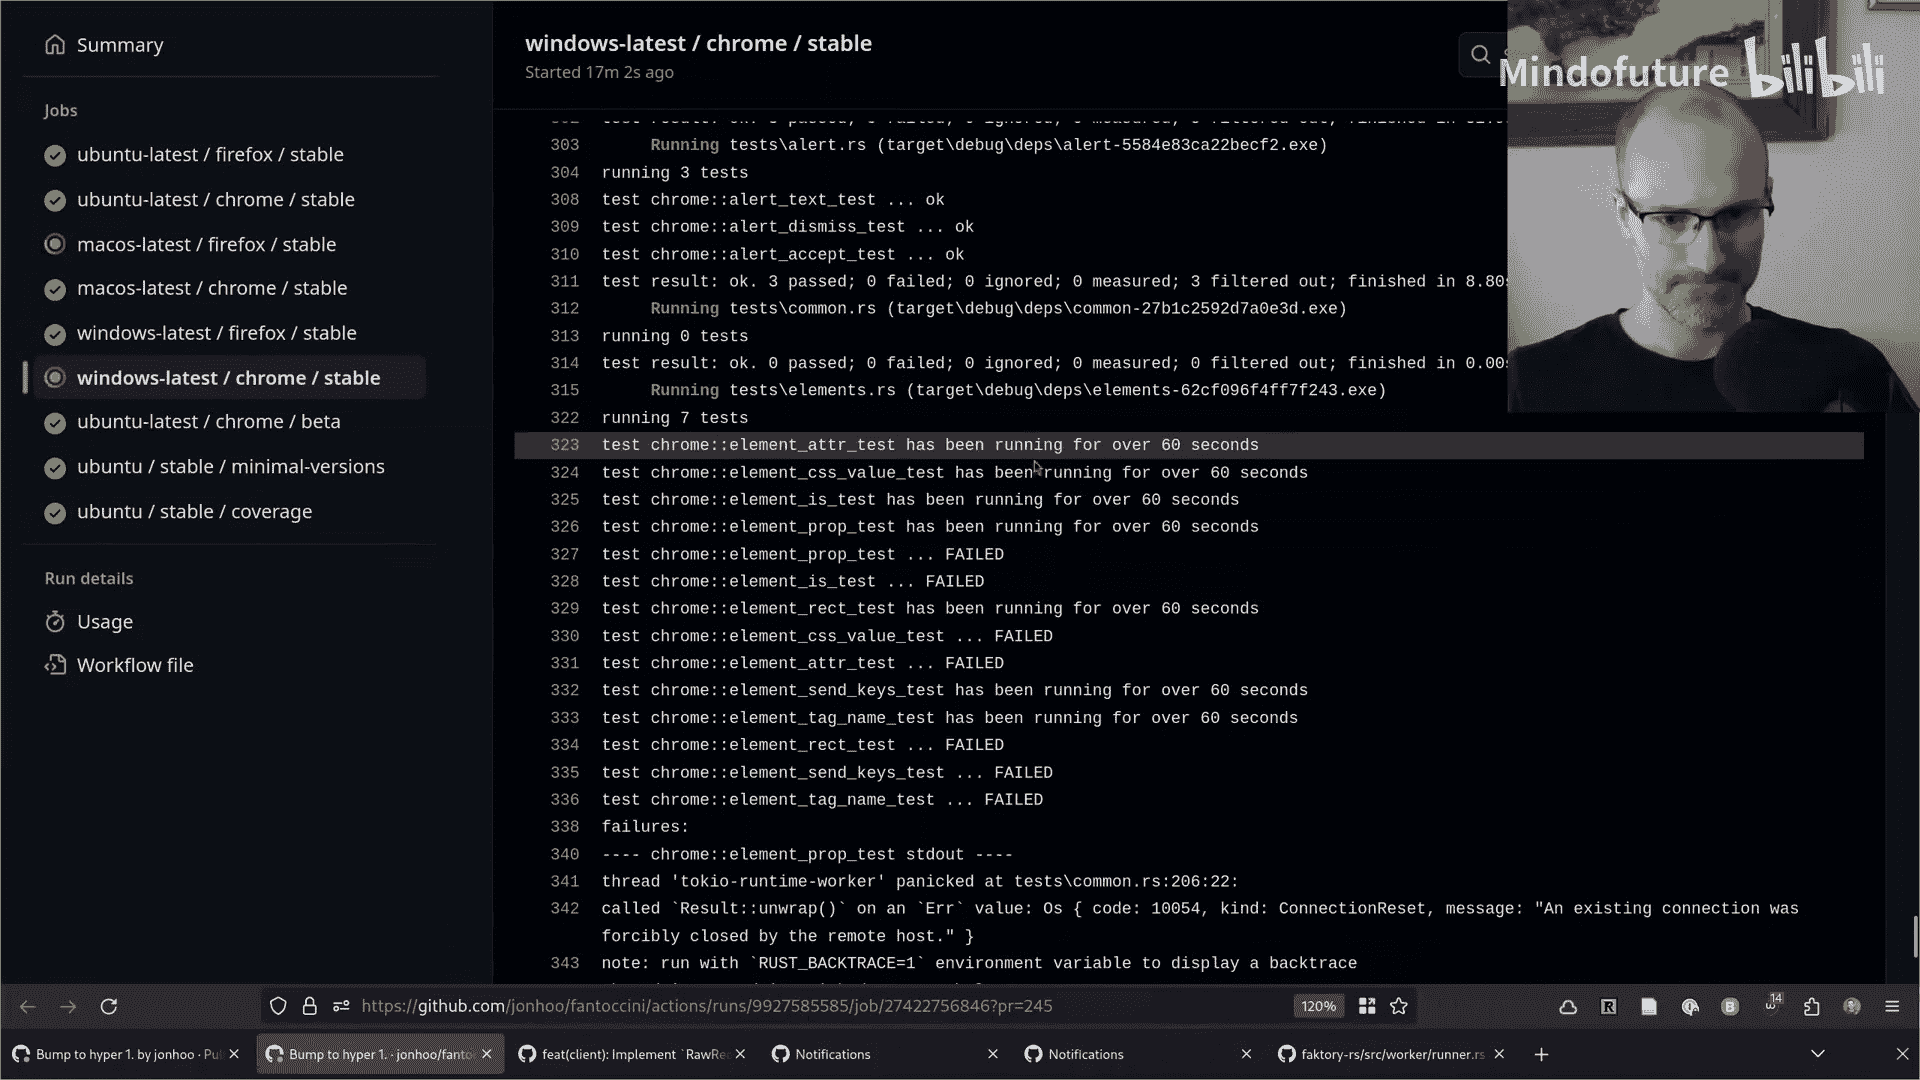 Summary
Jobs
ubuntu-latest / firefox / stable
ubuntu-latest / chrome / stable
macos-latest / firefox / stable
macos-latest / chrome / stable
windows-latest / firefox / stable
windows-latest / chrome / stable
ubuntu-latest / chrome / beta
ubuntu / stable / minimal-versions
ubuntu / stable / coverage
Run details
Usage
Workflow file
windows-latest / chrome / stable
Started 17m 2s ago
Mindofuture bilibili
303 Running tests\alert.rs (target\debug\deps\alert-5584e83ca22becf2.exe)
304 running 3 tests
308 test chrome::alert_text_test ... ok
309 test chrome::alert_dismiss_test ... ok
310 test chrome::alert_accept_test ... ok
311 test result: ok. 3 passed; 0 failed; 0 ignored; 0 measured; 3 filtered out; finished in 8.80s
312 Running tests\common.rs (target\debug\deps\common-27b1c2592d7a0e3d.exe)
313 running 0 tests
314 test result: ok. 0 passed; 0 failed; 0 ignored; 0 measured; 0 filtered out; finished in 0.00s
315 Running tests\elements.rs (target\debug\deps\elements-62cf096f4ff7f243.exe)
322 running 7 tests
323 test chrome::element_attr_test has been running for over 60 seconds
324 test chrome::element_css_value_test has been running for over 60 seconds
325 test chrome::element_is_test has been running for over 60 seconds
326 test chrome::element_prop_test has been running for over 60 seconds
327 test chrome::element_prop_test ... FAILED
328 test chrome::element_is_test ... FAILED
329 test chrome::element_rect_test has been running for over 60 seconds
330 test chrome::element_css_value_test ... FAILED
331 test chrome::element_attr_test ... FAILED
332 test chrome::element_send_keys_test has been running for over 60 seconds
333 test chrome::element_tag_name_test has been running for over 60 seconds
334 test chrome::element_rect_test ... FAILED
335 test chrome::element_send_keys_test ... FAILED
336 test chrome::element_tag_name_test ... FAILED
338 failures:
340 ---- chrome::element_prop_test stdout ----
341 thread 'tokio-runtime-worker' panicked at tests\common.rs:206:22:
342 called `Result::unwrap()` on an `Err` value: Os { code: 10054, kind: ConnectionReset, message: "An existing connection was
forcibly closed by the remote host." }
343 note: run with `RUST_BACKTRACE=1` environment variable to display a backtrace
https://github.com/jonhoo/fantoccini/actions/runs/9927585585/job/27422756846?pr=245 120% 14
Bump to hyper 1. by jonhoo · Pul Bump to hyper 1. · jonhoo/fanto feat(client): Implement `RawRe Notifications Notifications faktory-rs/src/worker/runner.rs